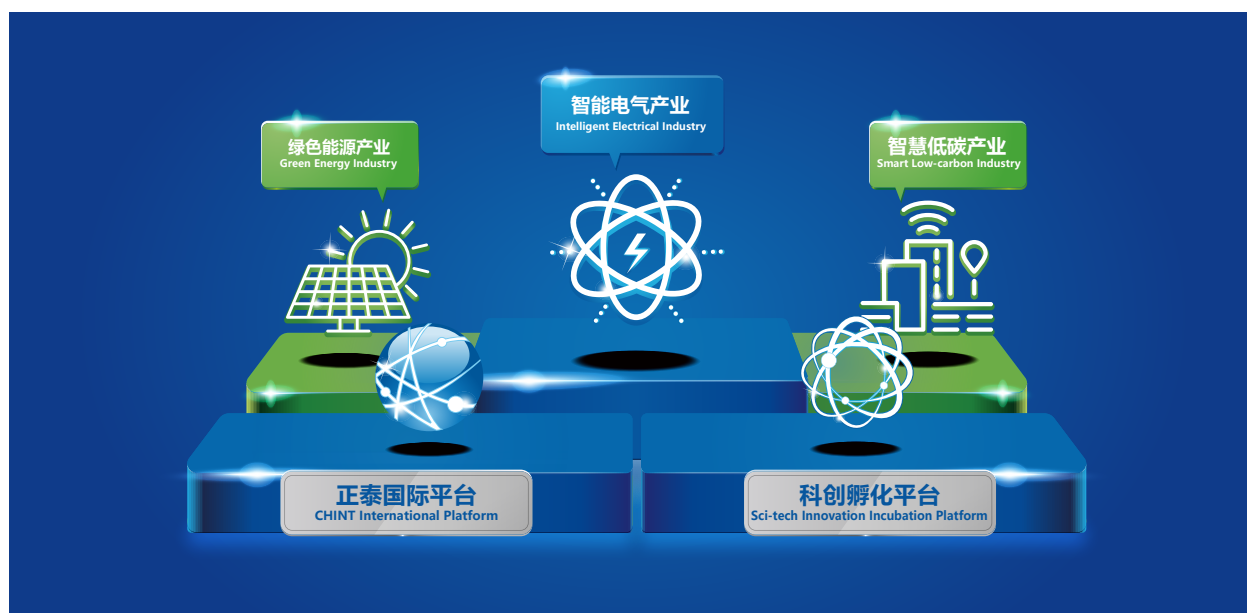 智能电气产业
Intelligent Electrical Industry
绿色能源产业
Green Energy Industry
智慧低碳产业
Smart Low-carbon Industry
正泰国际平台
CHINT International Platform
科创孵化平台
Sci-tech Innovation Incubation Platform